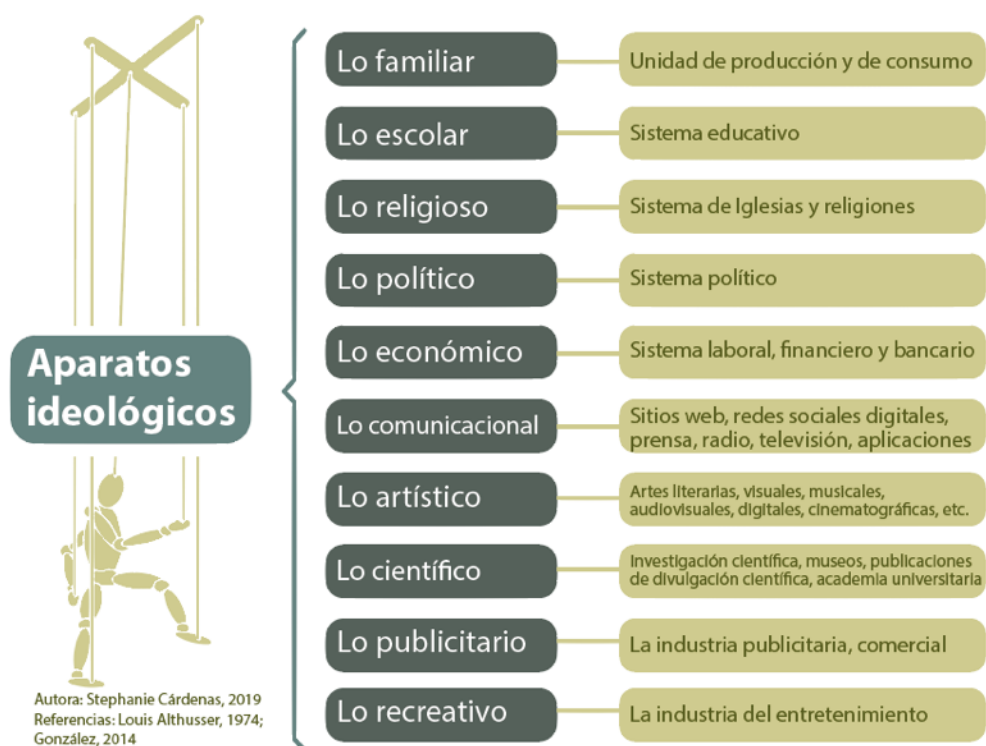 Aparatos
ideológicos
Lo familiar
Unidad de producción y de consumo
Lo escolar
Sistema educativo
Lo religioso
Sistema de Iglesias y religiones
Lo político
Sistema político
Lo económico
Sistema laboral, financiero y bancario
Lo comunicacional
Sitios web, redes sociales digitales,
prensa, radio, televisión, aplicaciones
Lo artístico
Artes literarias, visuales, musicales,
audiovisuales, digitales, cinematográficas, etc.
Lo científico
Investigación científica, museos, publicaciones
de divulgación científica, academia universitaria
Lo publicitario
La industria publicitaria, comercial
Lo recreativo
La industria del entretenimiento
Autora: Stephanie Cárdenas, 2019
Referencias: Louis Althusser, 1974;
González, 2014